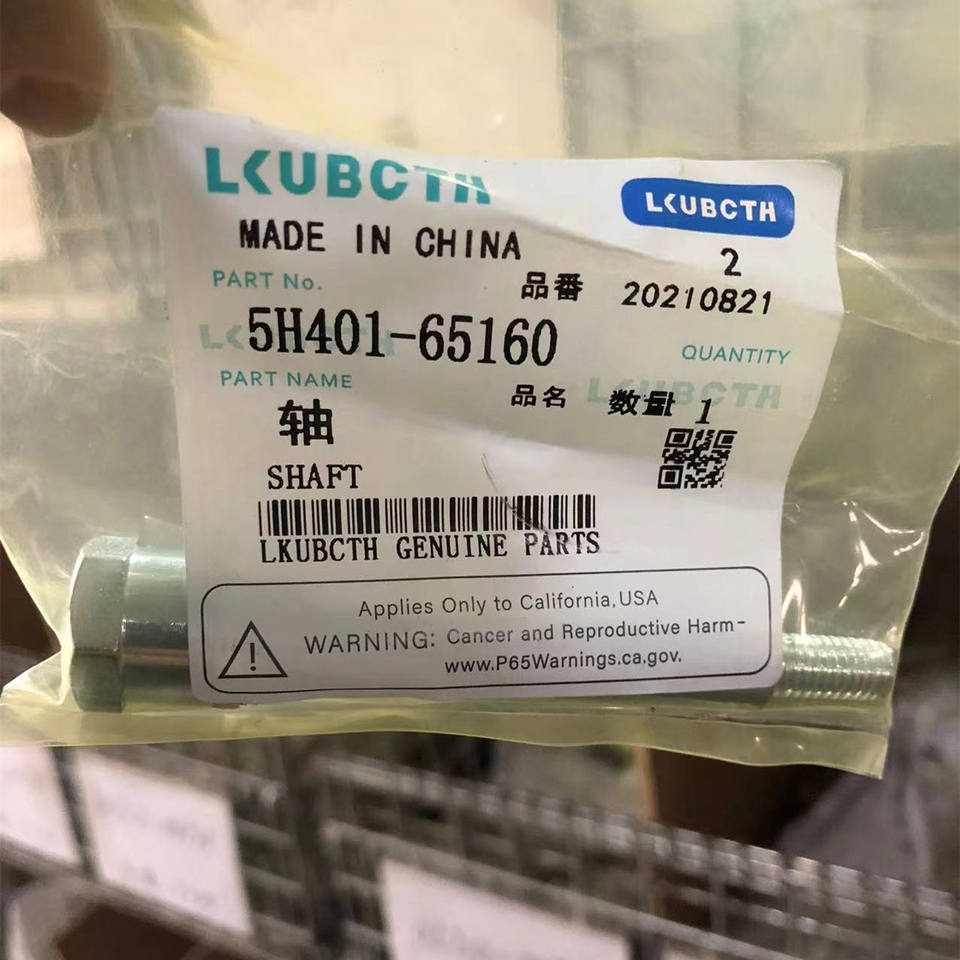 LKUBCTH
LKUBCTH
MADE IN CHINA
2
PART No.
品番
20210821
5H401-65160
QUANTITY
PART NAME
品名
数量 1
轴
SHAFT
LKUBCTH GENUINE PARTS
Applies Only to California,USA
WARNING: Cancer and Reproductive Harm-
www.P65Warnings.ca.gov.